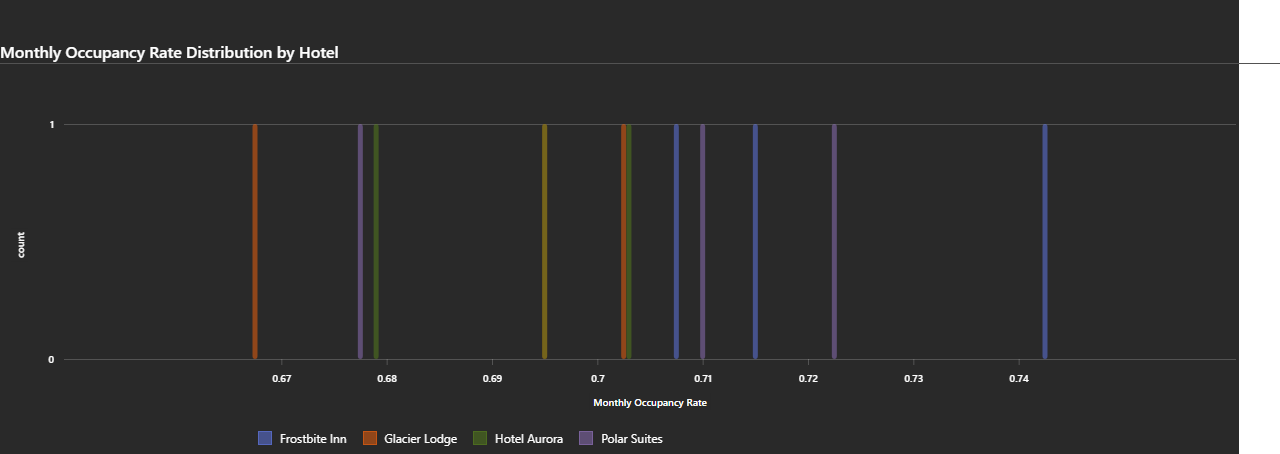 Monthly Occupancy Rate Distribution by Hotel
1
count
0
0.67 0.68 0.69 0.7 0.71 0.72 0.73 0.74
Monthly Occupancy Rate
Frostbite Inn Glacier Lodge Hotel Aurora Polar Suites